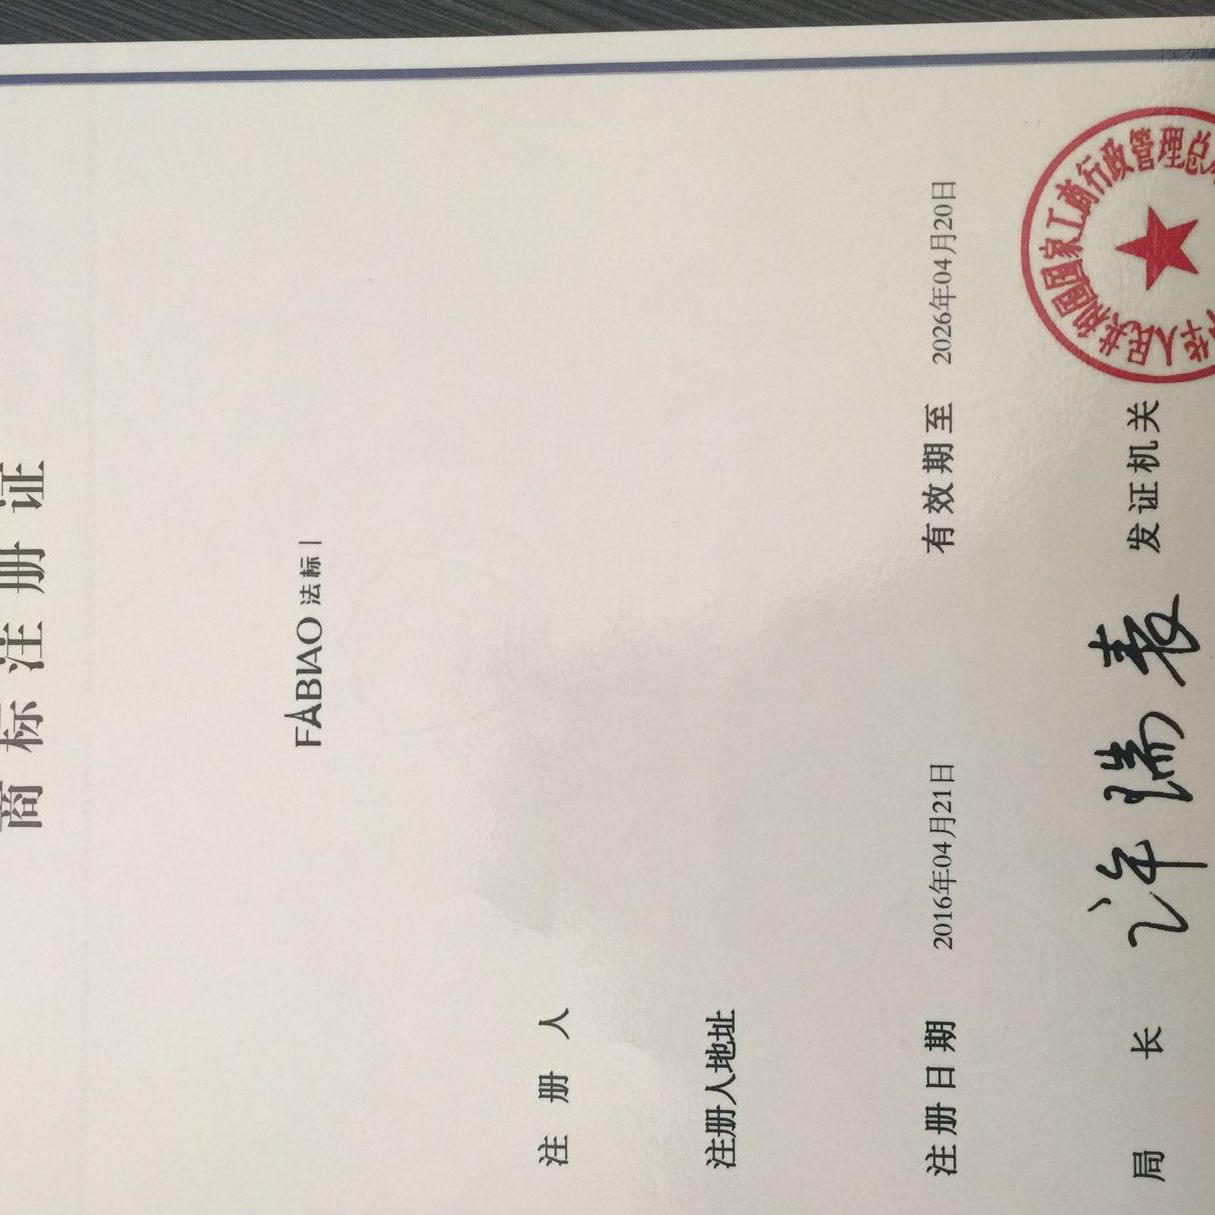 商标注册证
FABIAO 法标
注册人
注册人地址
注册日期 2016年04月21日 有效期至 2026年04月20日
局长 许瑞表 发证机关
中华人民共和国国家工商行政管理总局